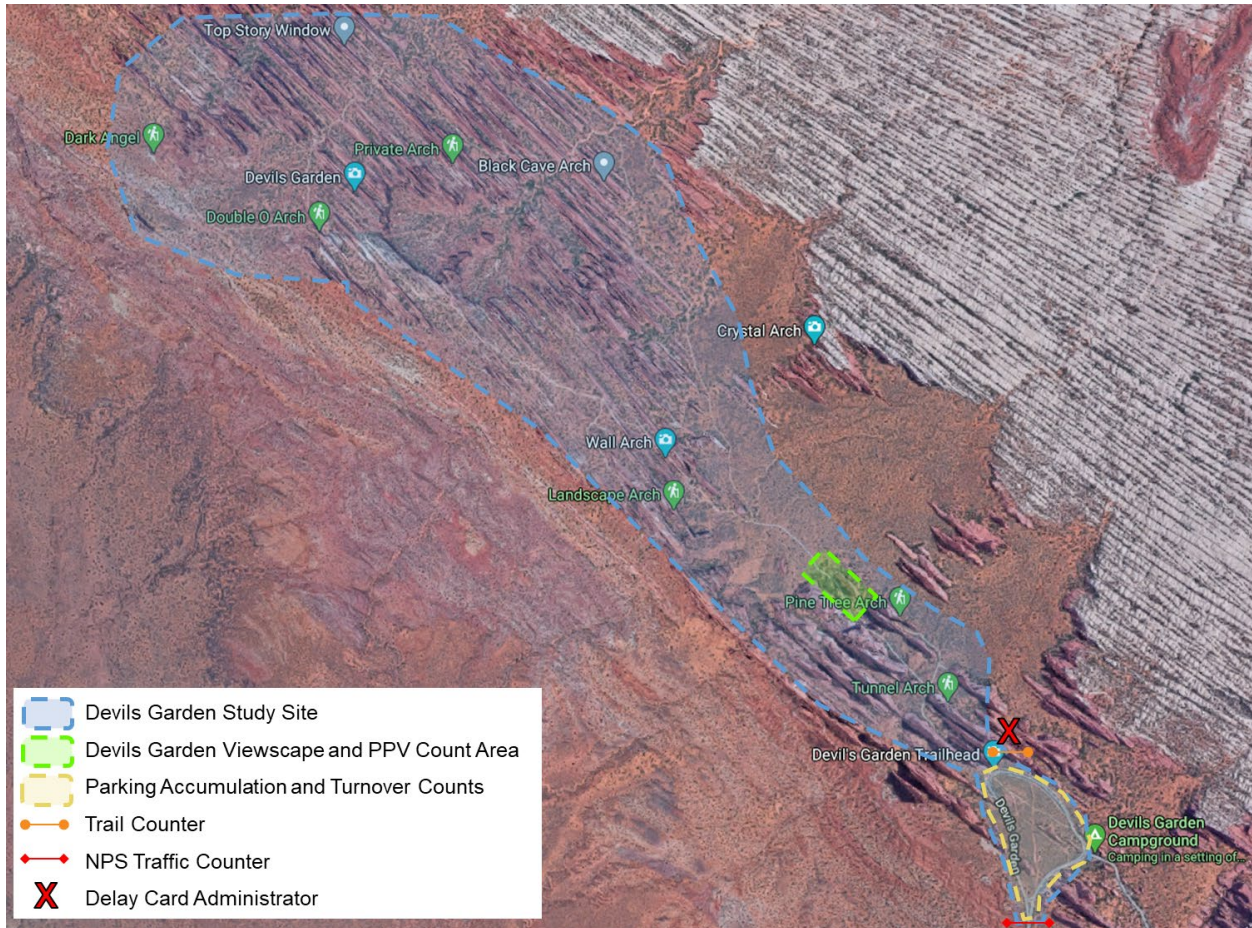 Top Story Window
Dark Angel
Private Arch
Black Cave Arch
Devils Garden
Double O Arch
Crystal Arch
Wall Arch
Landscape Arch
Pine Tree Arch
Tunnel Arch
Devil's Garden Trailhead
Devils Garden
Devils Garden
Campground
Camping in a setting of...
Devils Garden Study Site
Devils Garden Viewscape and PPV Count Area
Parking Accumulation and Turnover Counts
Trail Counter
NPS Traffic Counter
X Delay Card Administrator
X